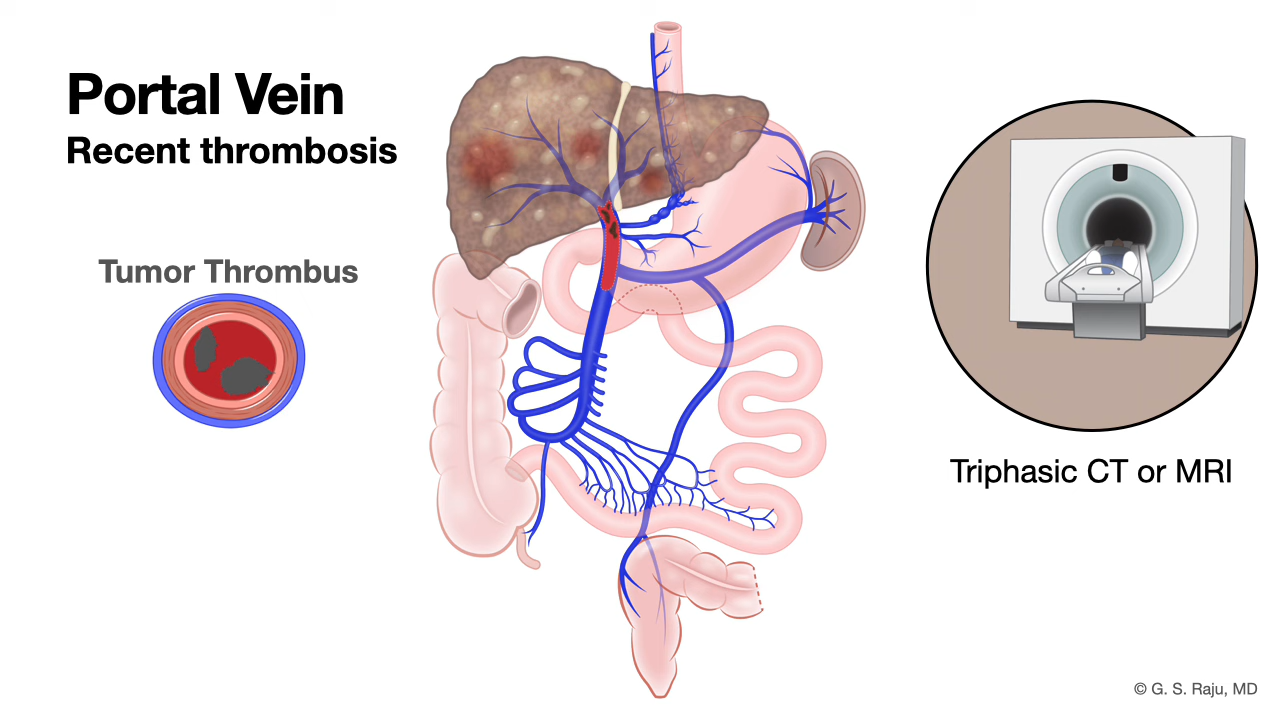 Portal Vein
Recent thrombosis
Tumor Thrombus
Triphasic CT or MRI
© G. S. Raju, MD